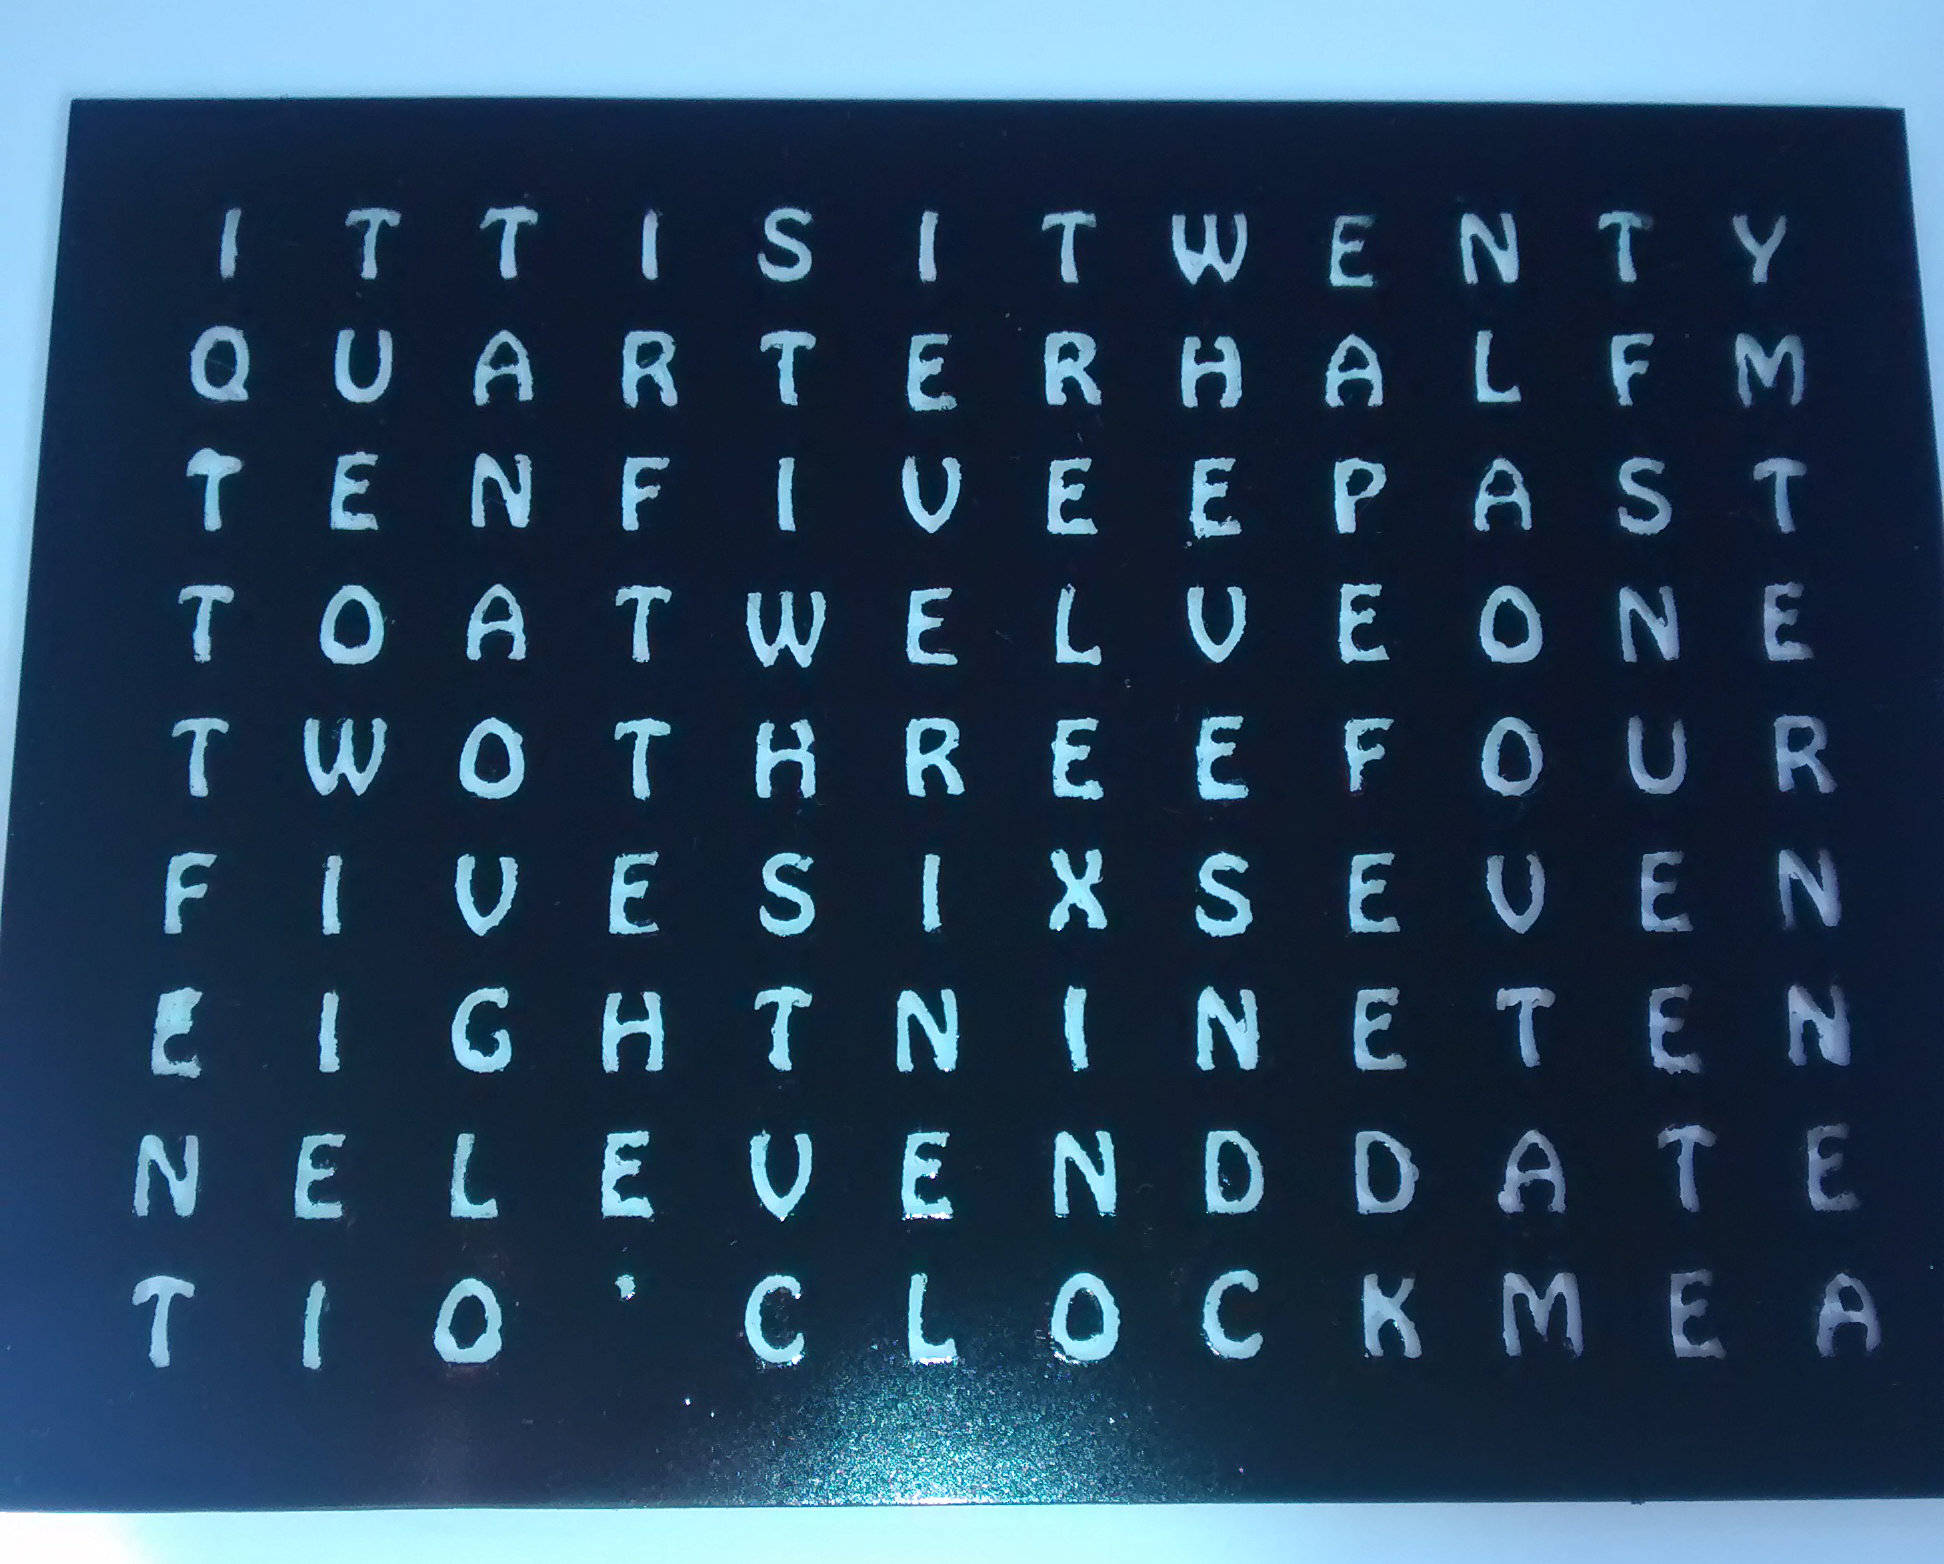 I T T I S I T W E N T Y
Q U A R T E R H A L F M
T E N F I V E E P A S T
T O A T W E L V E O N E
T W O T H R E E F O U R
F I V E S I X S E V E N
E I G H T N I N E T E N
N E L E V E N D D A T E
T I O ' C L O C K M E A